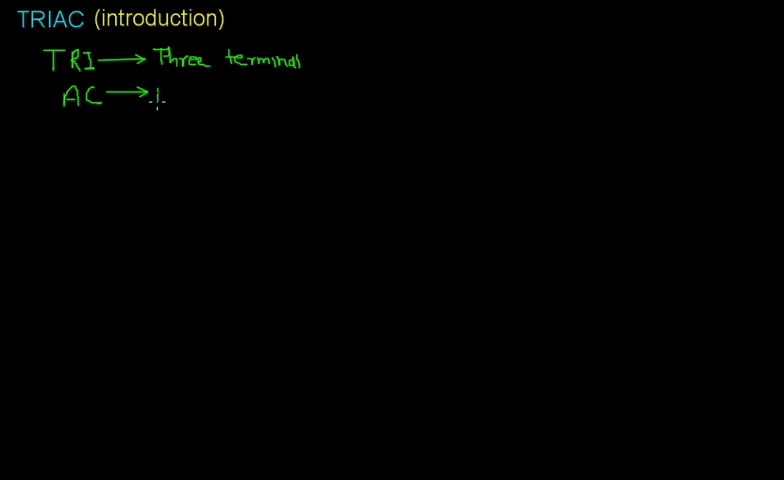 TRIAC (introduction)
TRI → Three terminal
AC →